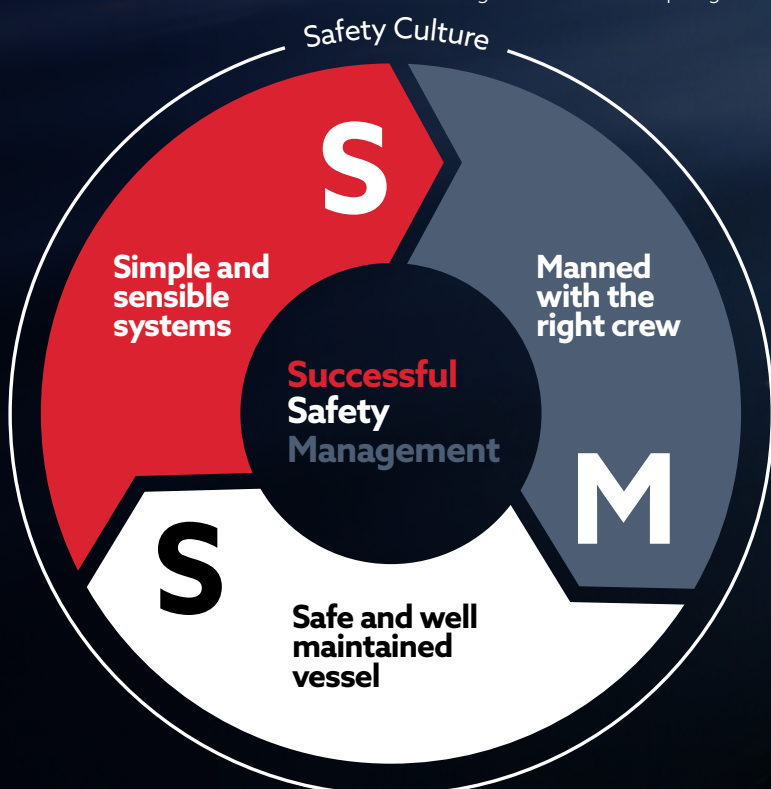 Safety Culture
S
Simple and
sensible
systems
Manned
with the
right crew
M
Successful
Safety
Management
S
Safe and well
maintained
vessel